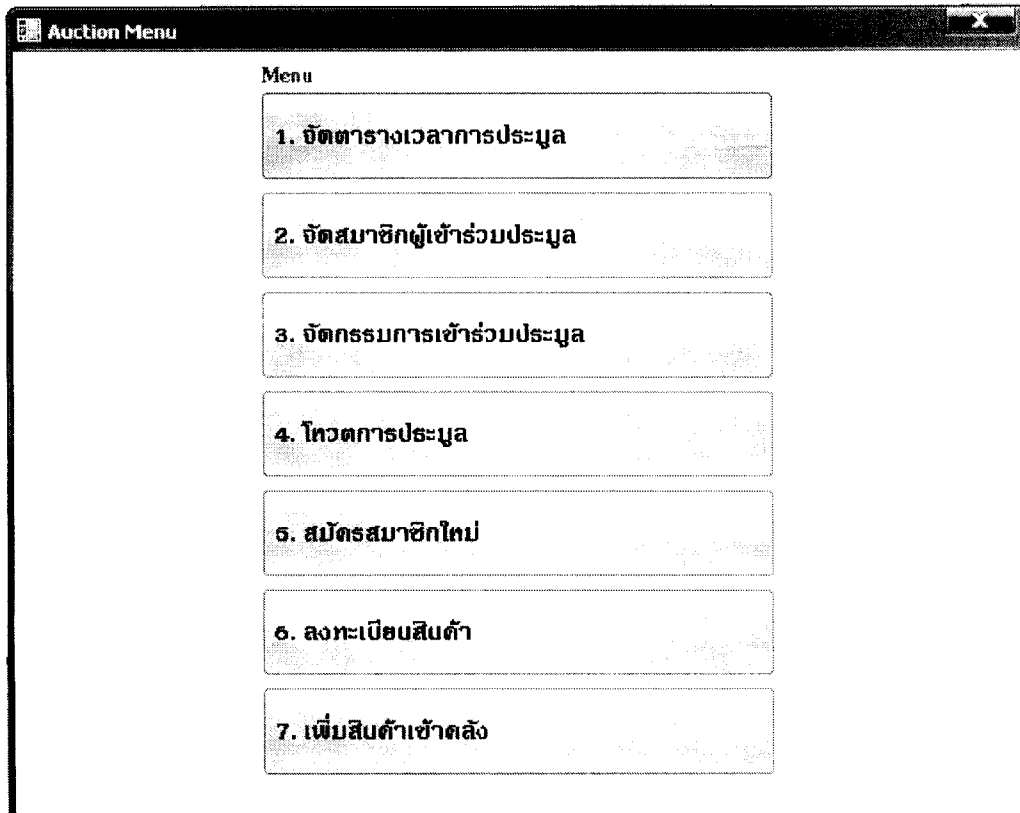 Auction Menu
Menu
1. จัดตารางเวลาการประมูล
2. จัดสมาชิกผู้เข้าร่วมประมูล
3. จัดกรรมการเข้าร่วมประมูล
4. โหวตการประมูล
5. สมัครสมาชิกใหม่
6. ลงทะเบียนสินค้า
7. เพิ่มสินค้าเข้าคลัง